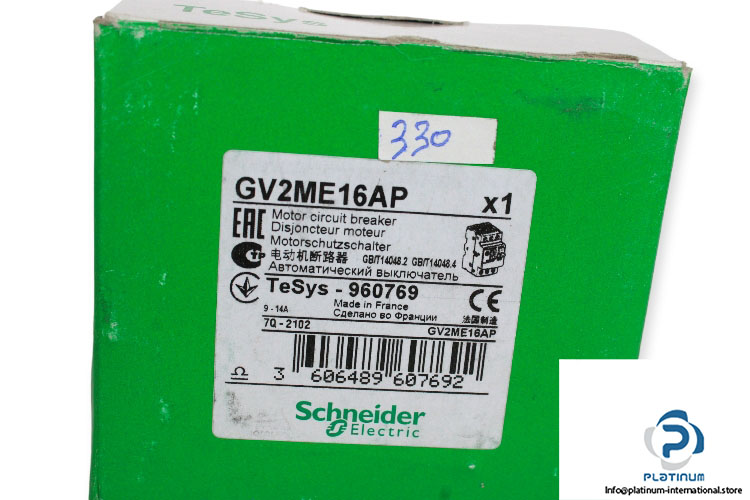 TeSys
330
GV2ME16AP x1
EAC Motor circuit breaker
Disjoncteur moteur
Motorschutzschalter
电动机断路器 GB/T14048.2 GB/T14048.4
Автоматический выключатель
TeSys - 960769
CE
9 - 14A Made in France
Сделано во Франции 法国制造
7Q - 2102 GV2ME16AP
3 606489 607692
Schneider
Electric
PLATINUM
Info@platinum-international.store